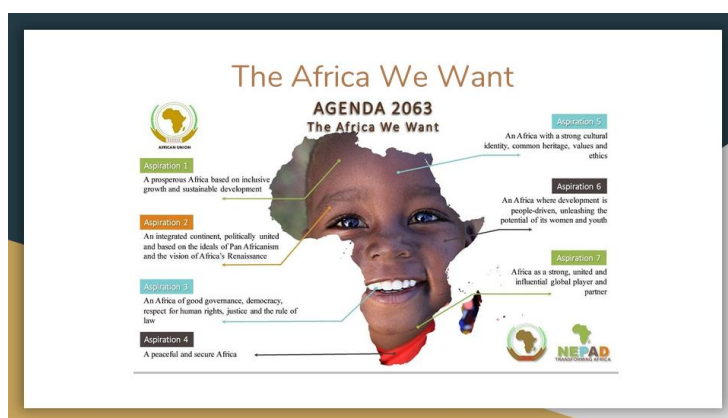 The Africa We Want
AGENDA 2063
The Africa We Want
AFRICAN UNION
Aspiration 1
A prosperous Africa based on inclusive
growth and sustainable development
Aspiration 2
An integrated continent, politically united
and based on the ideals of Pan Africanism
and the vision of Africa's Renaissance
Aspiration 3
An Africa of good governance, democracy,
respect for human rights, justice and the rule of
law
Aspiration 4
A peaceful and secure Africa
Aspiration 5
An Africa with a strong cultural
identity, common heritage, values and
ethics
Aspiration 6
An Africa where development is
people-driven, unleashing the
potential of its women and youth
Aspiration 7
Africa as a strong, united and
influential global player and
partner
NEPAD
TRANSFORMING AFRICA